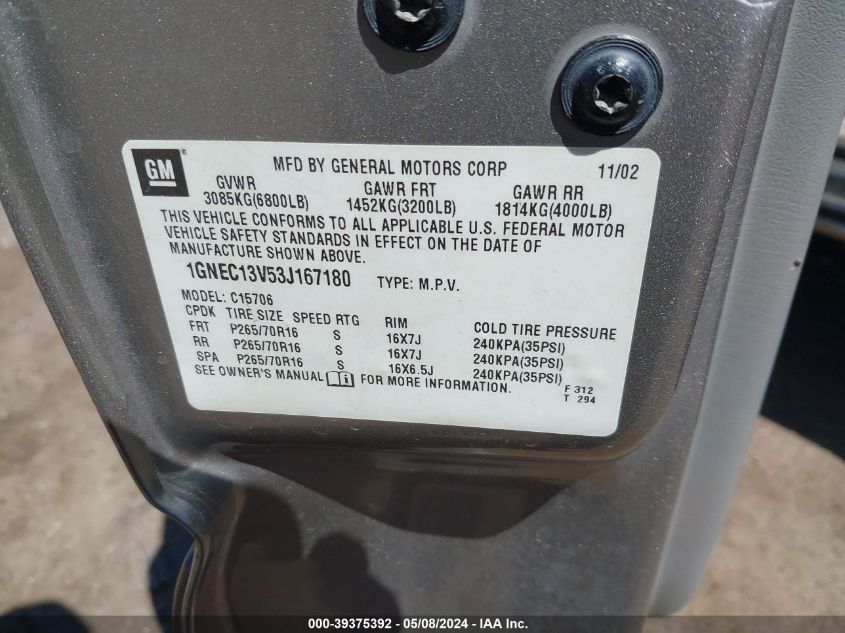 GM ® MFD BY GENERAL MOTORS CORP 11/02
GVWR GAWR FRT GAWR RR
3085KG(6800LB) 1452KG(3200LB) 1814KG(4000LB)
THIS VEHICLE CONFORMS TO ALL APPLICABLE U.S. FEDERAL MOTOR
VEHICLE SAFETY STANDARDS IN EFFECT ON THE DATE OF
MANUFACTURE SHOWN ABOVE.
1GNEC13V53J167180 TYPE: M.P.V.
MODEL: C15706
CPDK TIRE SIZE SPEED RTG RIM COLD TIRE PRESSURE
FRT P265/70R16 S 16X7J 240KPA(35PSI)
RR P265/70R16 S 16X7J 240KPA(35PSI)
SPA P265/70R16 S 16X6.5J 240KPA(35PSI)
SEE OWNER'S MANUAL FOR MORE INFORMATION. F 312
T 294
000-39375392 - 05/08/2024 - IAA Inc.